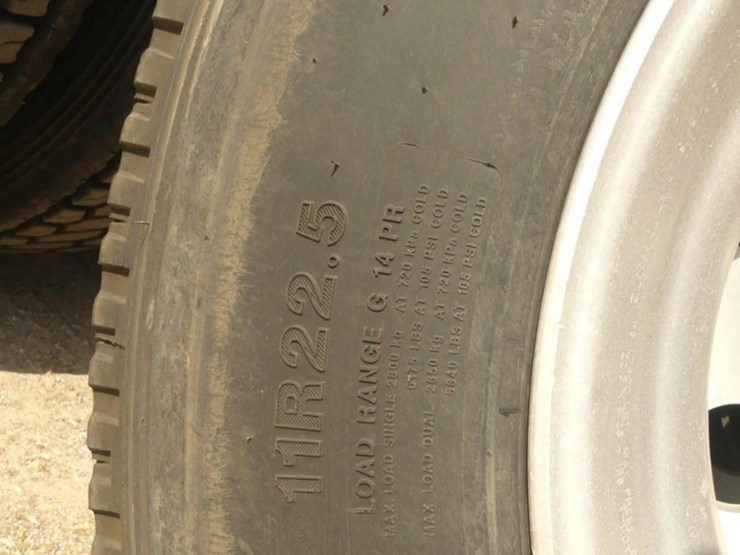 11R22.5
LOAD RANGE G 14 PR
MAX. LOAD SINGLE 2800 kg AT 720 kPa COLD
6175 LBS AT 105 PSI COLD
MAX LOAD DUAL 2650 kg AT 720 kPa COLD
5840 LBS AT 105 PSI COLD